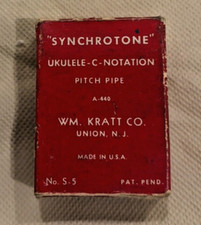 "SYNCHROTONE"
UKULELE-C-NOTATION
PITCH PIPE
A-440
WM. KRATT CO.
UNION, N. J.
MADE IN U.S.A.
No. S-5 PAT. PEND.